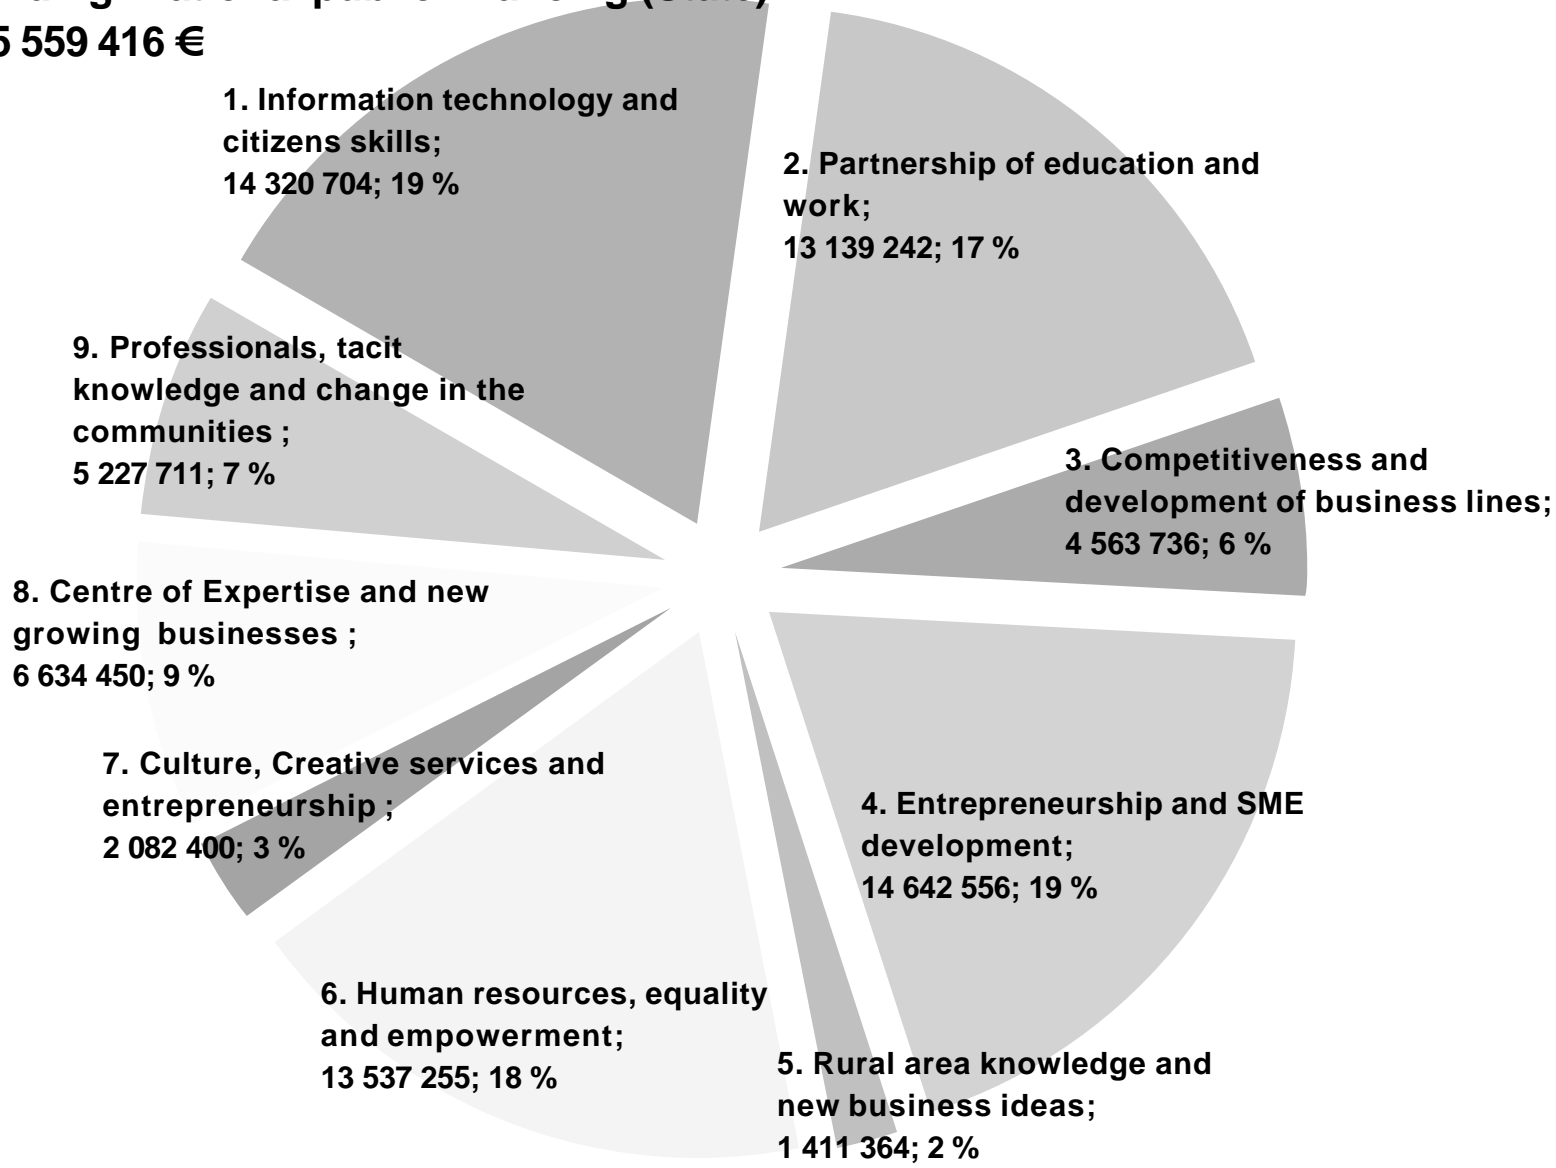 (State)
5 559 416 €
1. Information technology and
citizens skills;
14 320 704; 19 %
2. Partnership of education and
work;
13 139 242; 17 %
9. Professionals, tacit
knowledge and change in the
communities ;
5 227 711; 7 %
3. Competitiveness and
development of business lines;
4 563 736; 6 %
8. Centre of Expertise and new
growing businesses ;
6 634 450; 9 %
7. Culture, Creative services and
entrepreneurship ;
2 082 400; 3 %
4. Entrepreneurship and SME
development;
14 642 556; 19 %
6. Human resources, equality
and empowerment;
13 537 255; 18 %
5. Rural area knowledge and
new business ideas;
1 411 364; 2 %